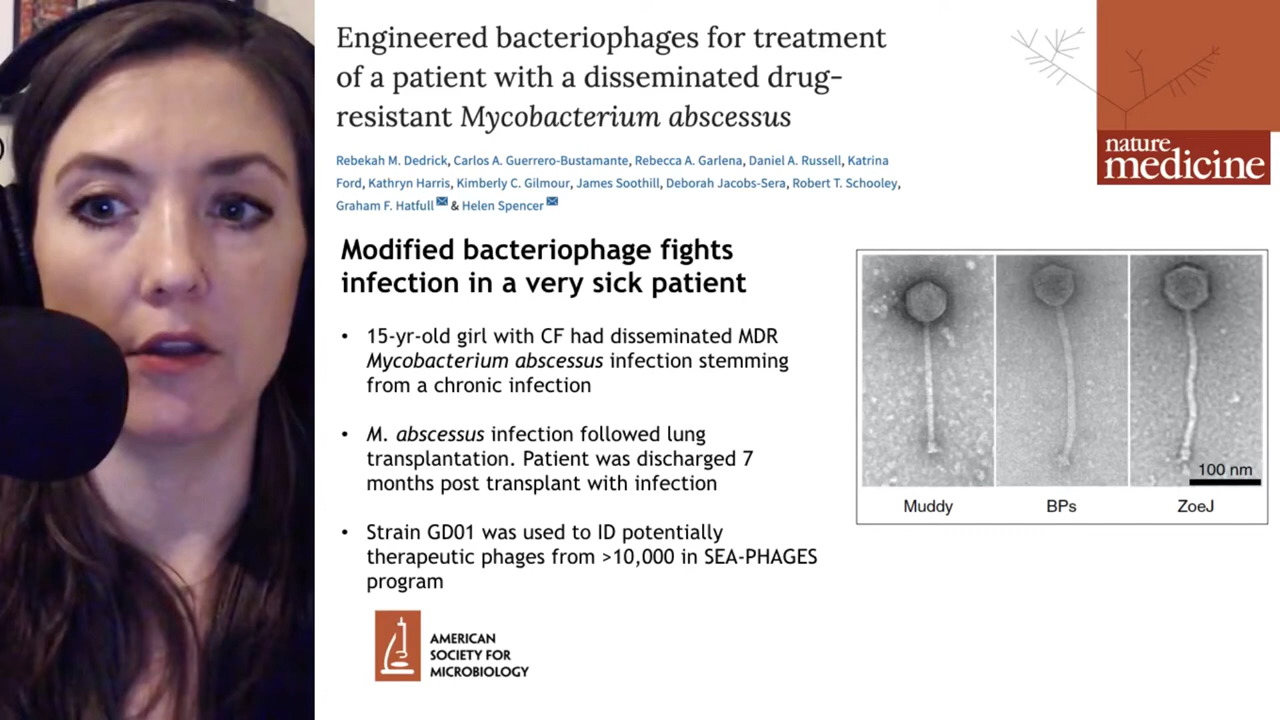 Engineered bacteriophages for treatment
of a patient with a disseminated drug-
resistant Mycobacterium abscessus
nature
medicine
Rebekah M. Dedrick, Carlos A. Guerrero-Bustamante, Rebecca A. Garlena, Daniel A. Russell, Katrina
Ford, Kathryn Harris, Kimberly C. Gilmour, James Soothill, Deborah Jacobs-Sera, Robert T. Schooley,
Graham F. Hatfull & Helen Spencer
Modified bacteriophage fights
infection in a very sick patient
• 15-yr-old girl with CF had disseminated MDR
Mycobacterium abscessus infection stemming
from a chronic infection
• M. abscessus infection followed lung
transplantation. Patient was discharged 7
months post transplant with infection
• Strain GD01 was used to ID potentially
therapeutic phages from >10,000 in SEA-PHAGES
program
100 nm
Muddy
BPs
ZoeJ
AMERICAN
SOCIETY FOR
MICROBIOLOGY